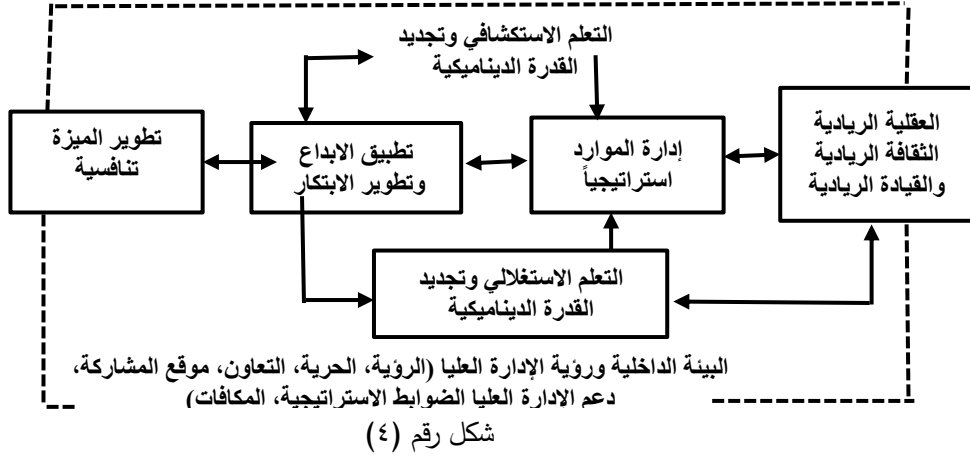 التعلم الاستكشافي وتجديد
القدرة الديناميكية
العقلية الريادية
الثقافة الريادية
والقيادة الريادية
إدارة الموارد
استراتيجياً
تطبيق الابداع
وتطوير الابتكار
تطوير الميزة
تنافسية
التعلم الاستغلالي وتجديد
القدرة الديناميكية
البيئة الداخلية ورؤية الإدارة العليا (الرؤية، الحرية، التعاون، موقع المشاركة،
دعم الإدارة العليا الضوابط الاستراتيجية، المكافات)
شكل رقم (٤)